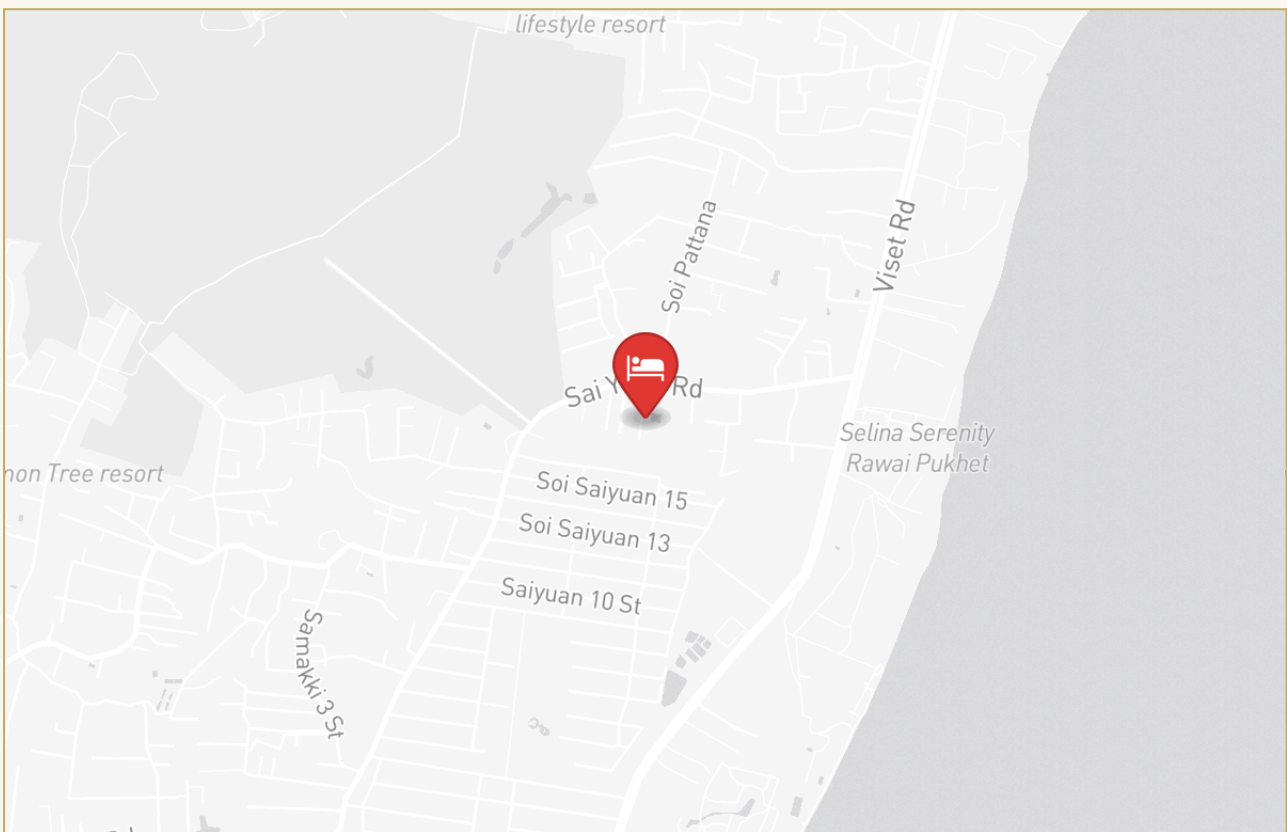 lifestyle resort
Soi Pattana
Viset Rd
Sai Rd
Selina Serenity
Rawai Pukhet
Tree resort
Soi Saiyuan 15
Soi Saiyuan 13
Saiyuan 10 St
Samakki 3 St